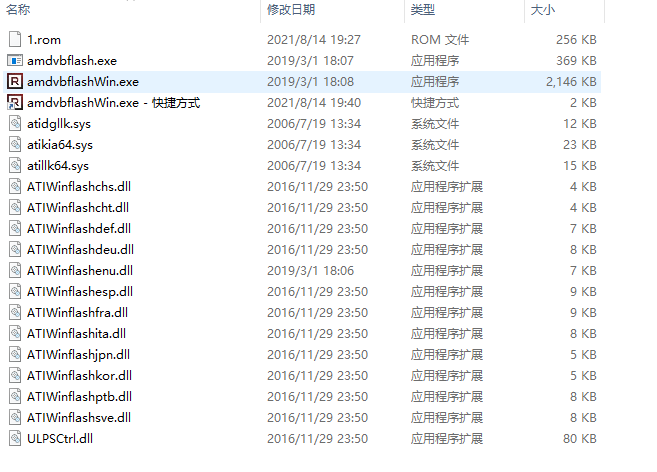 名称 修改日期 类型 大小
1.rom 2021/8/14 19:27 ROM 文件 256 KB
amdvbflash.exe 2019/3/1 18:07 应用程序 369 KB
amdvbflashWin.exe 2019/3/1 18:08 应用程序 2,146 KB
amdvbflashWin.exe - 快捷方式 2021/8/14 19:40 快捷方式 2 KB
atidgllk.sys 2006/7/19 13:34 系统文件 12 KB
atikia64.sys 2006/7/19 13:34 系统文件 23 KB
atillk64.sys 2006/7/19 13:34 系统文件 15 KB
ATIWinflashchs.dll 2016/11/29 23:50 应用程序扩展 4 KB
ATIWinflashcht.dll 2016/11/29 23:50 应用程序扩展 4 KB
ATIWinflashdef.dll 2016/11/29 23:50 应用程序扩展 7 KB
ATIWinflashdeu.dll 2016/11/29 23:50 应用程序扩展 8 KB
ATIWinflashenu.dll 2019/3/1 18:06 应用程序扩展 7 KB
ATIWinflashesp.dll 2016/11/29 23:50 应用程序扩展 9 KB
ATIWinflashfra.dll 2016/11/29 23:50 应用程序扩展 9 KB
ATIWinflashita.dll 2016/11/29 23:50 应用程序扩展 8 KB
ATIWinflashjpn.dll 2016/11/29 23:50 应用程序扩展 5 KB
ATIWinflashkor.dll 2016/11/29 23:50 应用程序扩展 5 KB
ATIWinflashptb.dll 2016/11/29 23:50 应用程序扩展 8 KB
ATIWinflashsve.dll 2016/11/29 23:50 应用程序扩展 8 KB
ULPSCtrl.dll 2016/11/29 23:50 应用程序扩展 80 KB